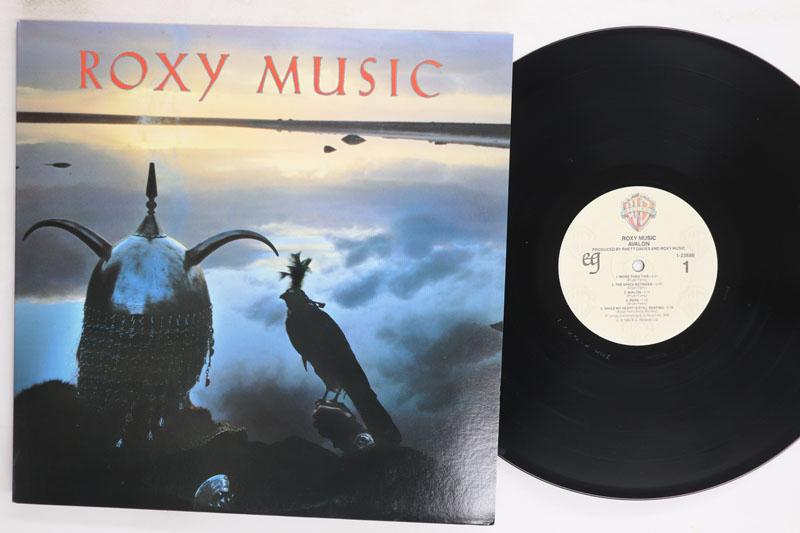 ROXY MUSIC
ROXY MUSIC
AVALON
PRODUCED BY RHETT DAVIES AND ROXY MUSIC
eg
1-23686
1
1. MORE THAN THIS
2. THE SPACE BETWEEN
3. AVALON
4. INDIA
5. WHILE MY HEART IS STILL BEATING